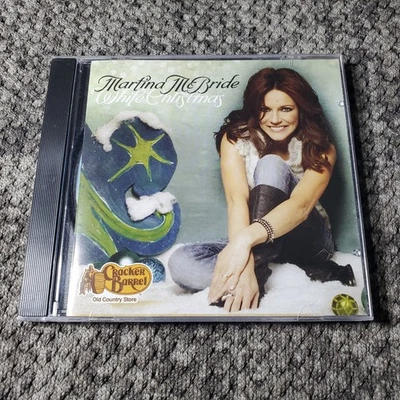 Martina McBride
White Christmas
Cracker
Barrel
Old Country Store